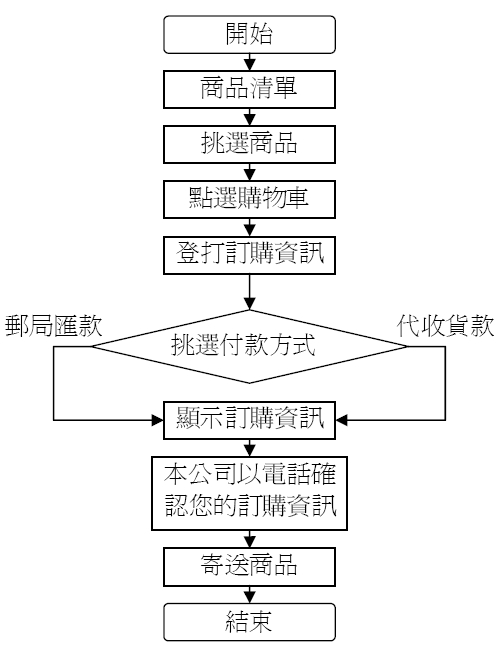 開始
商品清單
挑選商品
點選購物車
登打訂購資訊
郵局匯款
代收貨款
挑選付款方式
顯示訂購資訊
本公司以電話確
認您的訂購資訊
寄送商品
結束